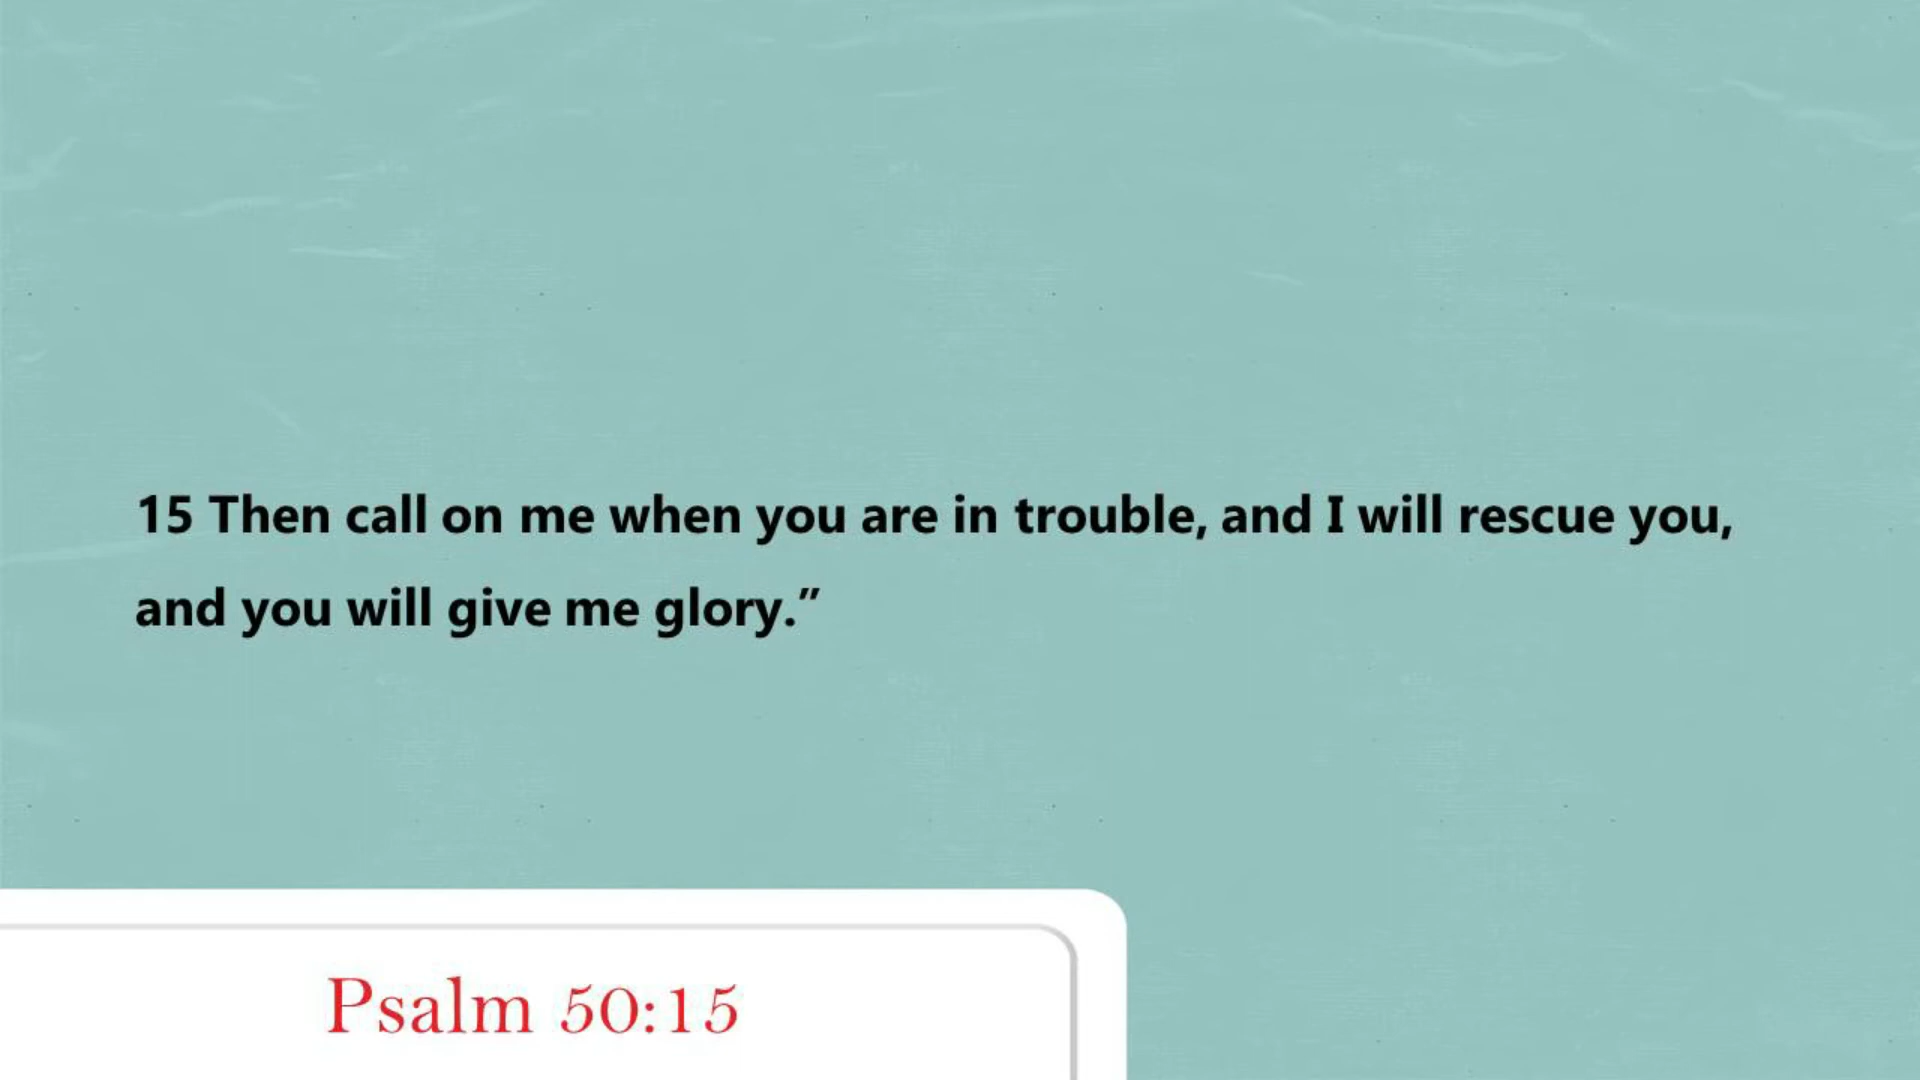 15 Then call on me when you are in trouble, and I will rescue you,
and you will give me glory.”
Psalm 50:15